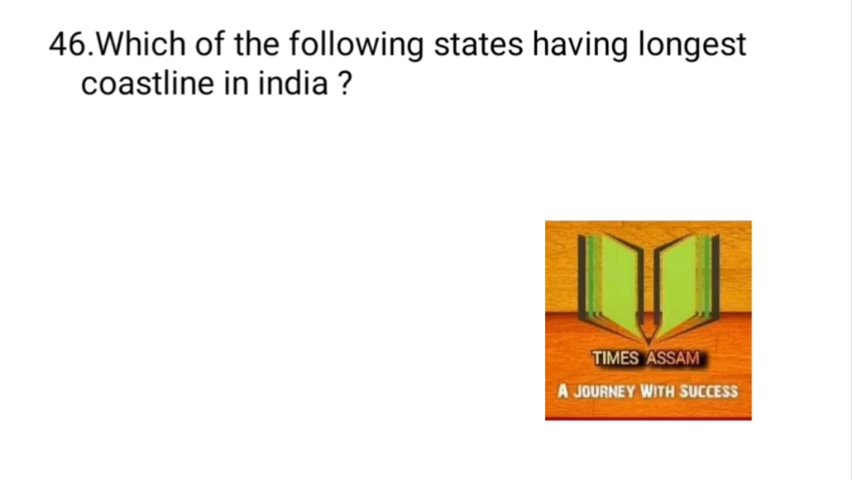 46.Which of the following states having longest
coastline in india ?
TIMES ASSAM
A JOURNEY WITH SUCCESS